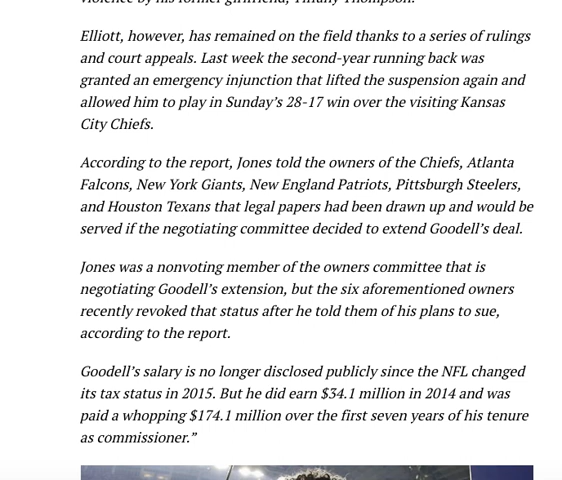 violence by his former girlfriend, Tiffany Thompson.
Elliott, however, has remained on the field thanks to a series of rulings
and court appeals. Last week the second-year running back was
granted an emergency injunction that lifted the suspension again and
allowed him to play in Sunday’s 28-17 win over the visiting Kansas
City Chiefs.
According to the report, Jones told the owners of the Chiefs, Atlanta
Falcons, New York Giants, New England Patriots, Pittsburgh Steelers,
and Houston Texans that legal papers had been drawn up and would be
served if the negotiating committee decided to extend Goodell’s deal.
Jones was a nonvoting member of the owners committee that is
negotiating Goodell’s extension, but the six aforementioned owners
recently revoked that status after he told them of his plans to sue,
according to the report.
Goodell’s salary is no longer disclosed publicly since the NFL changed
its tax status in 2015. But he did earn $34.1 million in 2014 and was
paid a whopping $174.1 million over the first seven years of his tenure
as commissioner.”